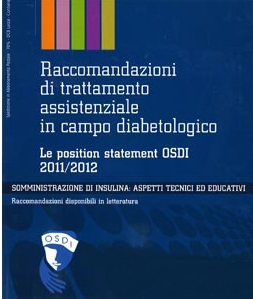 Raccomandazioni
di trattamento
assistenziale
in campo diabetologico
Le position statement OSDI
2011/2012
SOMMINISTRAZIONE DI INSULINA: ASPETTI TECNICI ED EDUCATIVI
Raccomandazioni disponibili in letteratura
OSDI